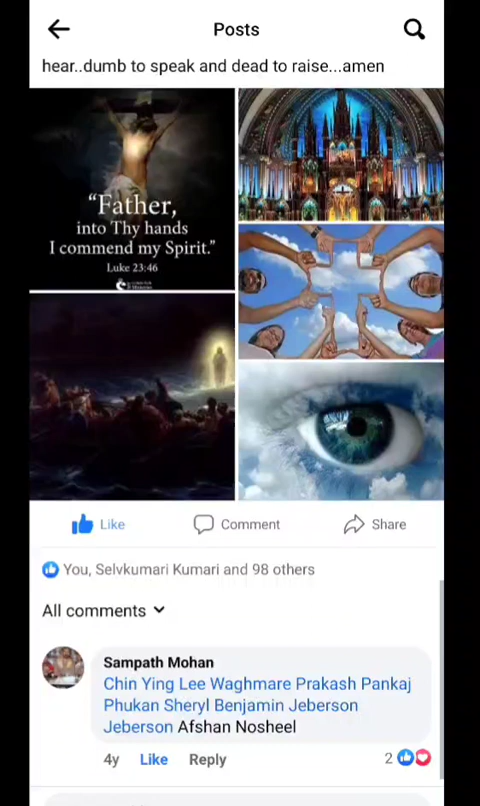 Posts
hear..dumb to speak and dead to raise...amen
“Father,
into Thy hands
I commend my Spirit.”
Luke 23:46
Like
Comment
Share
You, Selvkumari Kumari and 98 others
All comments
Sampath Mohan
Chin Ying Lee Waghmare Prakash Pankaj
Phukan Sheryl Benjamin Jeberson
Jeberson Afshan Nosheel
4y Like Reply
2